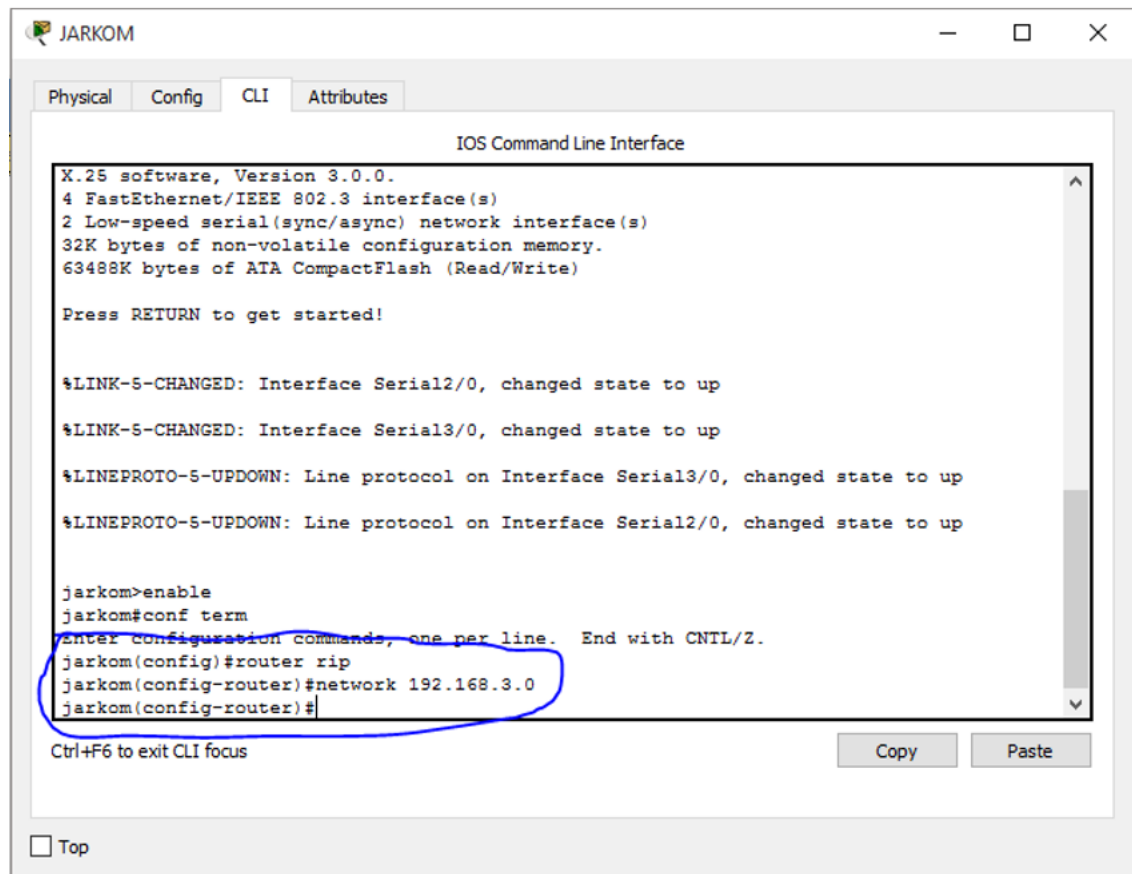 JARKOM
Physical Config CLI Attributes
IOS Command Line Interface
X.25 software, Version 3.0.0.
4 FastEthernet/IEEE 802.3 interface(s)
2 Low-speed serial(sync/async) network interface(s)
32K bytes of non-volatile configuration memory.
63488K bytes of ATA CompactFlash (Read/Write)
Press RETURN to get started!
%LINK-5-CHANGED: Interface Serial2/0, changed state to up
%LINK-5-CHANGED: Interface Serial3/0, changed state to up
%LINEPROTO-5-UPDOWN: Line protocol on Interface Serial3/0, changed state to up
%LINEPROTO-5-UPDOWN: Line protocol on Interface Serial2/0, changed state to up
jarkom>enable
jarkom#conf term
Enter configuration commands, one per line.  End with CNTL/Z.
jarkom(config)#router rip
jarkom(config-router)#network 192.168.3.0
jarkom(config-router)#
Ctrl+F6 to exit CLI focus
Copy Paste
Top